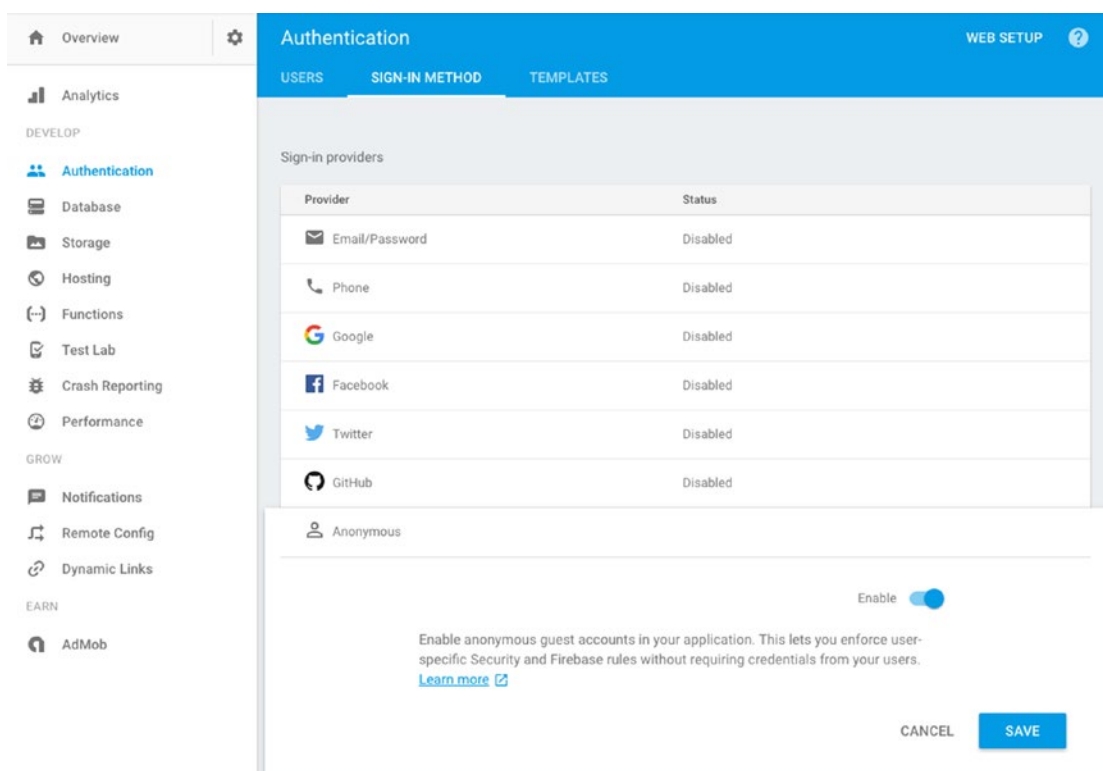 Overview
Analytics
DEVELOP
Authentication
Database
Storage
Hosting
Functions
Test Lab
Crash Reporting
Performance
GROW
Notifications
Remote Config
Dynamic Links
EARN
AdMob
Authentication
WEB SETUP
USERS SIGN-IN METHOD TEMPLATES
Sign-in providers
Provider Status
Email/Password Disabled
Phone Disabled
Google Disabled
Facebook Disabled
Twitter Disabled
GitHub Disabled
Anonymous
Enable
Enable anonymous guest accounts in your application. This lets you enforce user-
specific Security and Firebase rules without requiring credentials from your users.
Learn more
CANCEL SAVE